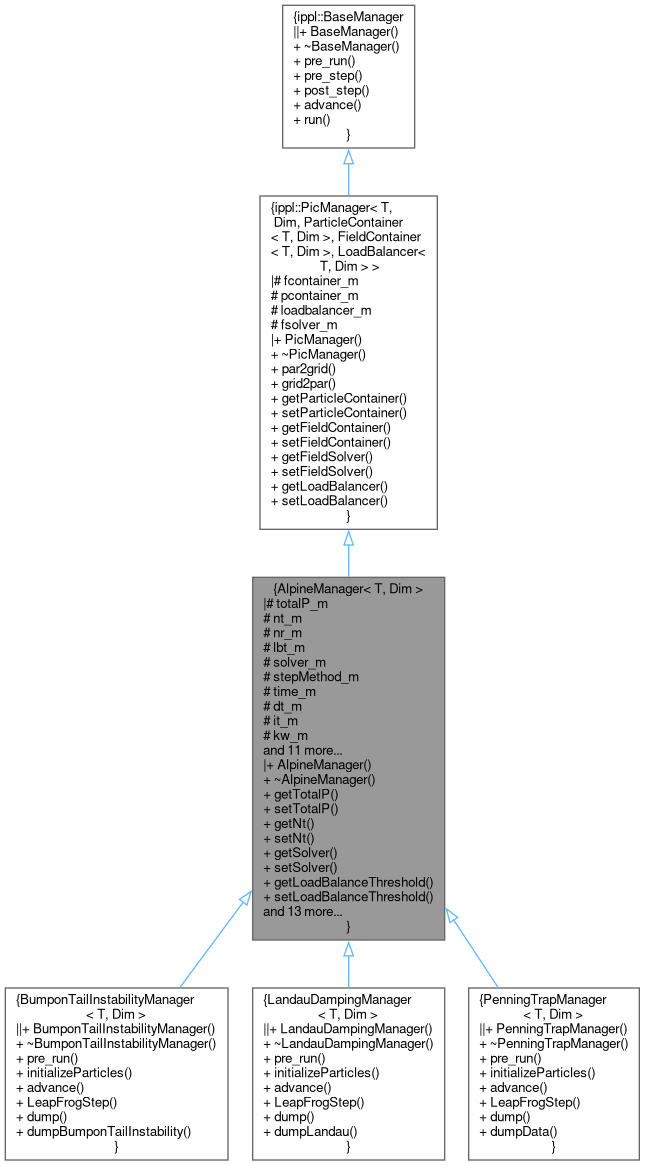 {ippl::BaseManager
||+ BaseManager()
+ ~BaseManager()
+ pre_run()
+ pre_step()
+ post_step()
+ advance()
+ run()
}
{ippl::PicManager< T,
Dim, ParticleContainer
< T, Dim >, FieldContainer
< T, Dim >, LoadBalancer<
T, Dim > >
|# fcontainer_m
# pcontainer_m
# loadbalancer_m
# fsolver_m
|+ PicManager()
+ ~PicManager()
+ par2grid()
+ grid2par()
+ getParticleContainer()
+ setParticleContainer()
+ getFieldContainer()
+ setFieldContainer()
+ getFieldSolver()
+ setFieldSolver()
+ getLoadBalancer()
+ setLoadBalancer()
}
{AlpineManager< T, Dim >
|# totalP_m
# nt_m
# nr_m
# lbt_m
# solver_m
# stepMethod_m
# time_m
# dt_m
# it_m
# kw_m
and 11 more...
|+ AlpineManager()
+ ~AlpineManager()
+ getTotalP()
+ setTotalP()
+ getNt()
+ setNt()
+ getSolver()
+ setSolver()
+ getLoadBalanceThreshold()
+ setLoadBalanceThreshold()
and 13 more...
}
{BumponTailInstabilityManager
< T, Dim >
||+ BumponTailInstabilityManager()
+ ~BumponTailInstabilityManager()
+ pre_run()
+ initializeParticles()
+ advance()
+ LeapFrogStep()
+ dump()
+ dumpBumponTailInstability()
}
{LandauDampingManager
< T, Dim >
||+ LandauDampingManager()
+ ~LandauDampingManager()
+ pre_run()
+ initializeParticles()
+ advance()
+ LeapFrogStep()
+ dump()
+ dumpLandau()
}
{PenningTrapManager
< T, Dim >
||+ PenningTrapManager()
+ ~PenningTrapManager()
+ pre_run()
+ initializeParticles()
+ advance()
+ LeapFrogStep()
+ dump()
+ dumpData()
}